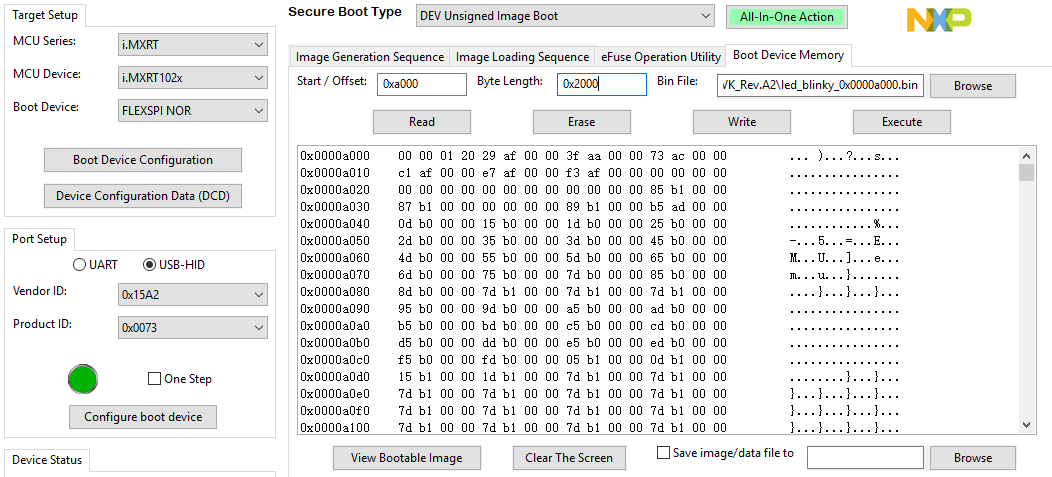 Target Setup
MCU Series: i.MXRT
MCU Device: i.MXRT102x
Boot Device: FLEXSPI NOR
Boot Device Configuration
Device Configuration Data (DCD)
Port Setup
UART USB-HID
Vendor ID: 0x15A2
Product ID: 0x0073
One Step
Configure boot device
Device Status
Secure Boot Type DEV Unsigned Image Boot All-In-One Action NXP
Image Generation Sequence Image Loading Sequence eFuse Operation Utility Boot Device Memory
Start / Offset: 0xa000 Byte Length: 0x2000 Bin File: VK_Rev.A2\led_blinky_0x0000a000.bin Browse
Read Erase Write Execute
0x0000a000 00 00 01 20 29 af 00 00 3f aa 00 00 73 ac 00 00 ... )...?...s...
0x0000a010 c1 af 00 00 e7 af 00 00 f3 af 00 00 00 00 00 00 ................
0x0000a020 00 00 00 00 00 00 00 00 00 00 00 00 85 b1 00 00 ................
0x0000a030 87 b1 00 00 00 00 00 00 89 b1 00 00 b5 ad 00 00 ................
0x0000a040 0d b0 00 00 15 b0 00 00 1d b0 00 00 25 b0 00 00 ............%...
0x0000a050 2d b0 00 00 35 b0 00 00 3d b0 00 00 45 b0 00 00 -...5...=...E...
0x0000a060 4d b0 00 00 55 b0 00 00 5d b0 00 00 65 b0 00 00 M...U...]...e...
0x0000a070 6d b0 00 00 75 b0 00 00 7d b0 00 00 85 b0 00 00 m...u...}.......
0x0000a080 8d b0 00 00 7d b1 00 00 7d b1 00 00 7d b1 00 00 ....}...}...}...
0x0000a090 95 b0 00 00 9d b0 00 00 a5 b0 00 00 ad b0 00 00 ................
0x0000a0a0 b5 b0 00 00 bd b0 00 00 c5 b0 00 00 cd b0 00 00 ................
0x0000a0b0 d5 b0 00 00 dd b0 00 00 e5 b0 00 00 ed b0 00 00 ................
0x0000a0c0 f5 b0 00 00 fd b0 00 00 05 b1 00 00 0d b1 00 00 ................
0x0000a0d0 15 b1 00 00 1d b1 00 00 7d b1 00 00 7d b1 00 00 ........}...}...
0x0000a0e0 7d b1 00 00 7d b1 00 00 7d b1 00 00 7d b1 00 00 }...}...}...}...
0x0000a0f0 7d b1 00 00 7d b1 00 00 7d b1 00 00 7d b1 00 00 }...}...}...}...
0x0000a100 7d b1 00 00 7d b1 00 00 7d b1 00 00 7d b1 00 00 }...}...}...}...
View Bootable Image Clear The Screen Save image/data file to Browse